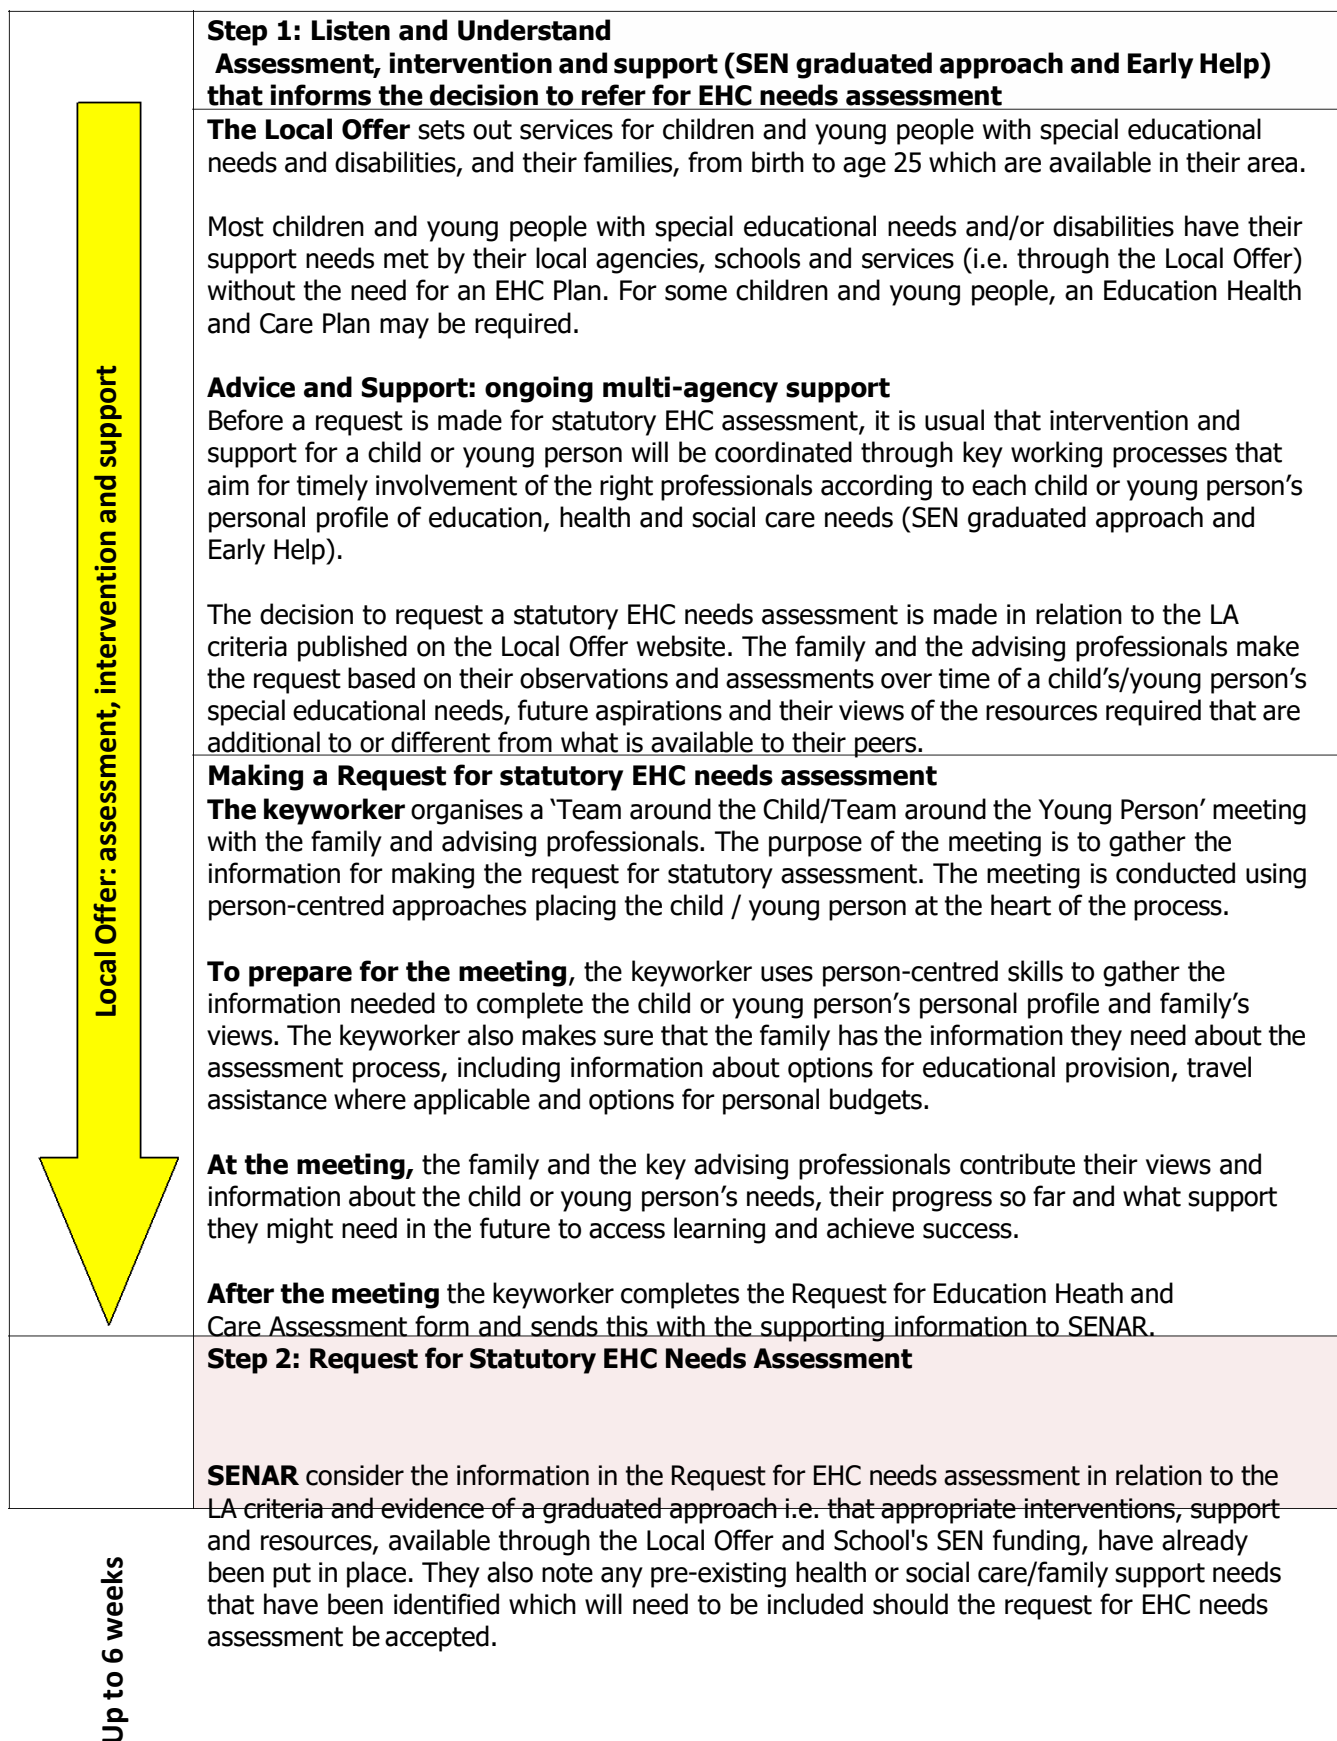 Step 1: Listen and Understand
Assessment, intervention and support (SEN graduated approach and Early Help)
that informs the decision to refer for EHC needs assessment
Local Offer: assessment, intervention and support
The Local Offer sets out services for children and young people with special educational
needs and disabilities, and their families, from birth to age 25 which are available in their area.
Most children and young people with special educational needs and/or disabilities have their
support needs met by their local agencies, schools and services (i.e. through the Local Offer)
without the need for an EHC Plan. For some children and young people, an Education Health
and Care Plan may be required.
Advice and Support: ongoing multi-agency support
Before a request is made for statutory EHC assessment, it is usual that intervention and
support for a child or young person will be coordinated through key working processes that
aim for timely involvement of the right professionals according to each child or young person’s
personal profile of education, health and social care needs (SEN graduated approach and
Early Help).
The decision to request a statutory EHC needs assessment is made in relation to the LA
criteria published on the Local Offer website. The family and the advising professionals make
the request based on their observations and assessments over time of a child’s/young person’s
special educational needs, future aspirations and their views of the resources required that are
additional to or different from what is available to their peers.
Making a Request for statutory EHC needs assessment
The keyworker organises a ‘Team around the Child/Team around the Young Person’ meeting
with the family and advising professionals. The purpose of the meeting is to gather the
information for making the request for statutory assessment. The meeting is conducted using
person-centred approaches placing the child / young person at the heart of the process.
To prepare for the meeting, the keyworker uses person-centred skills to gather the
information needed to complete the child or young person’s personal profile and family’s
views. The keyworker also makes sure that the family has the information they need about the
assessment process, including information about options for educational provision, travel
assistance where applicable and options for personal budgets.
At the meeting, the family and the key advising professionals contribute their views and
information about the child or young person’s needs, their progress so far and what support
they might need in the future to access learning and achieve success.
After the meeting the keyworker completes the Request for Education Heath and
Care Assessment form and sends this with the supporting information to SENAR.
Step 2: Request for Statutory EHC Needs Assessment
SENAR consider the information in the Request for EHC needs assessment in relation to the
LA criteria and evidence of a graduated approach i.e. that appropriate interventions, support
and resources, available through the Local Offer and School's SEN funding, have already
been put in place. They also note any pre-existing health or social care/family support needs
that have been identified which will need to be included should the request for EHC needs
assessment be accepted.
Up to 6 weeks